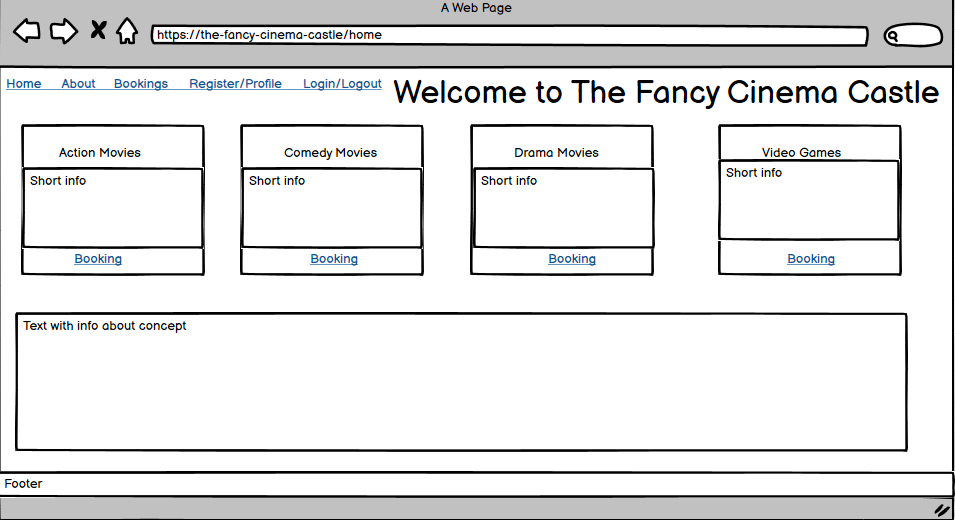 A Web Page
https://the-fancy-cinema-castle/home
Home About Bookings Register/Profile Login/Logout
Welcome to The Fancy Cinema Castle
Action Movies
Short info
Booking
Comedy Movies
Short info
Booking
Drama Movies
Short info
Booking
Video Games
Short info
Booking
Text with info about concept
Footer